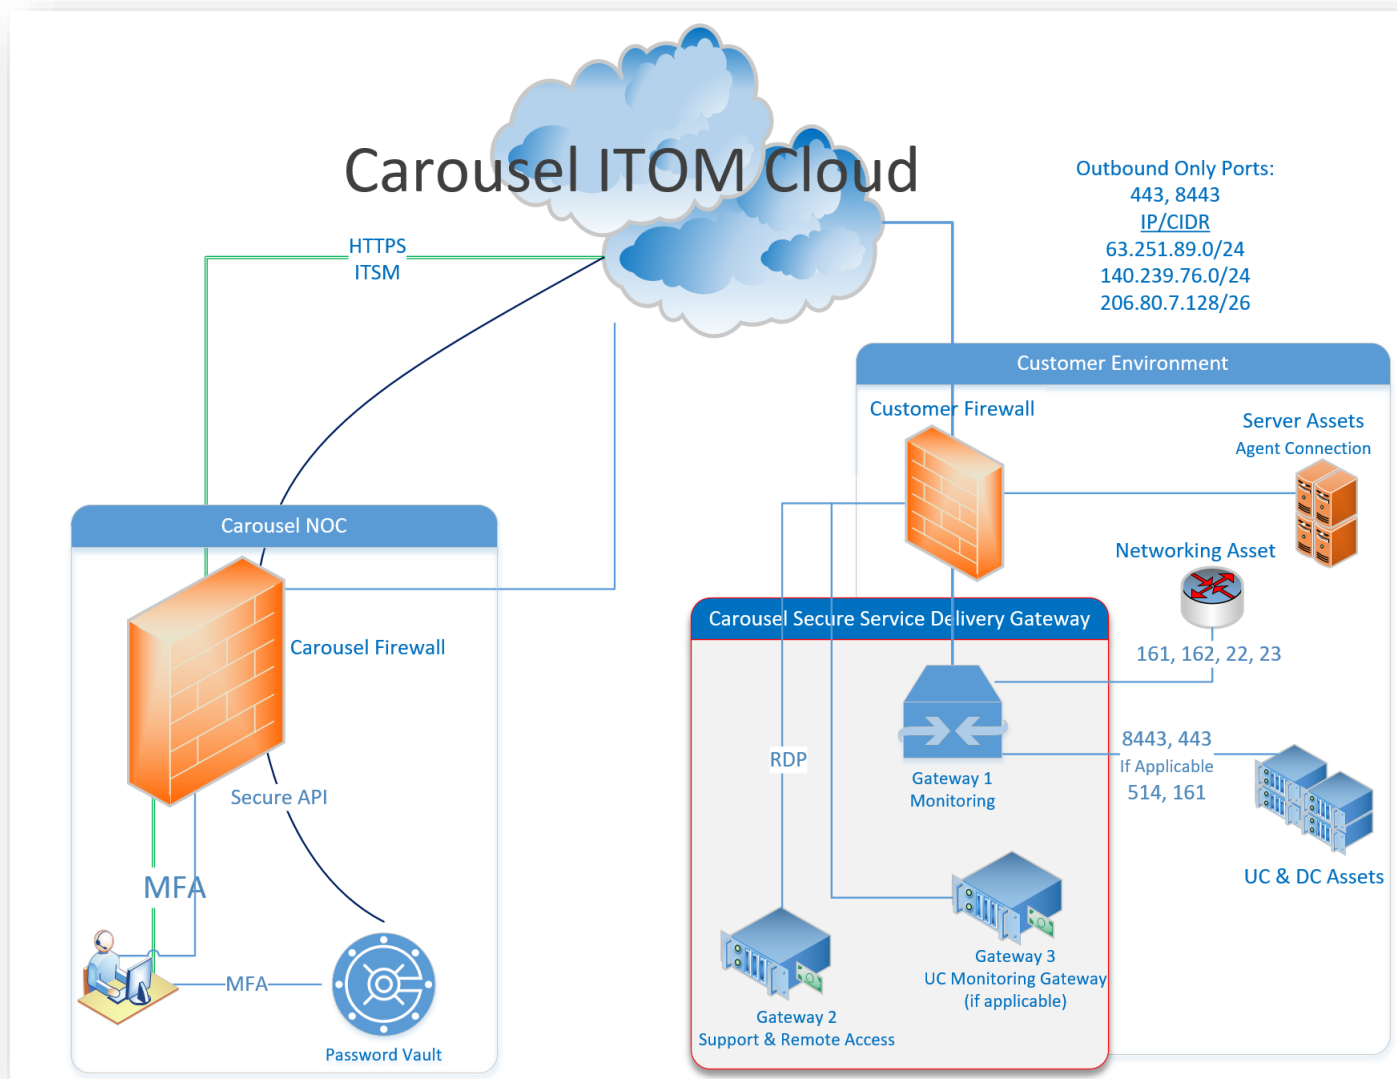 Carousel ITOM Cloud
Outbound Only Ports:
443, 8443
IP/CIDR
63.251.89.0/24
140.239.76.0/24
206.80.7.128/26
HTTPS
ITSM
Customer Environment
Customer Firewall
Server Assets
Agent Connection
Carousel NOC
Networking Asset
Carousel Secure Service Delivery Gateway
Carousel Firewall
161, 162, 22, 23
8443, 443
If Applicable
514, 161
RDP
Gateway 1
Monitoring
Secure API
MFA
UC & DC Assets
Gateway 3
UC Monitoring Gateway
(if applicable)
MFA
Gateway 2
Support & Remote Access
Password Vault